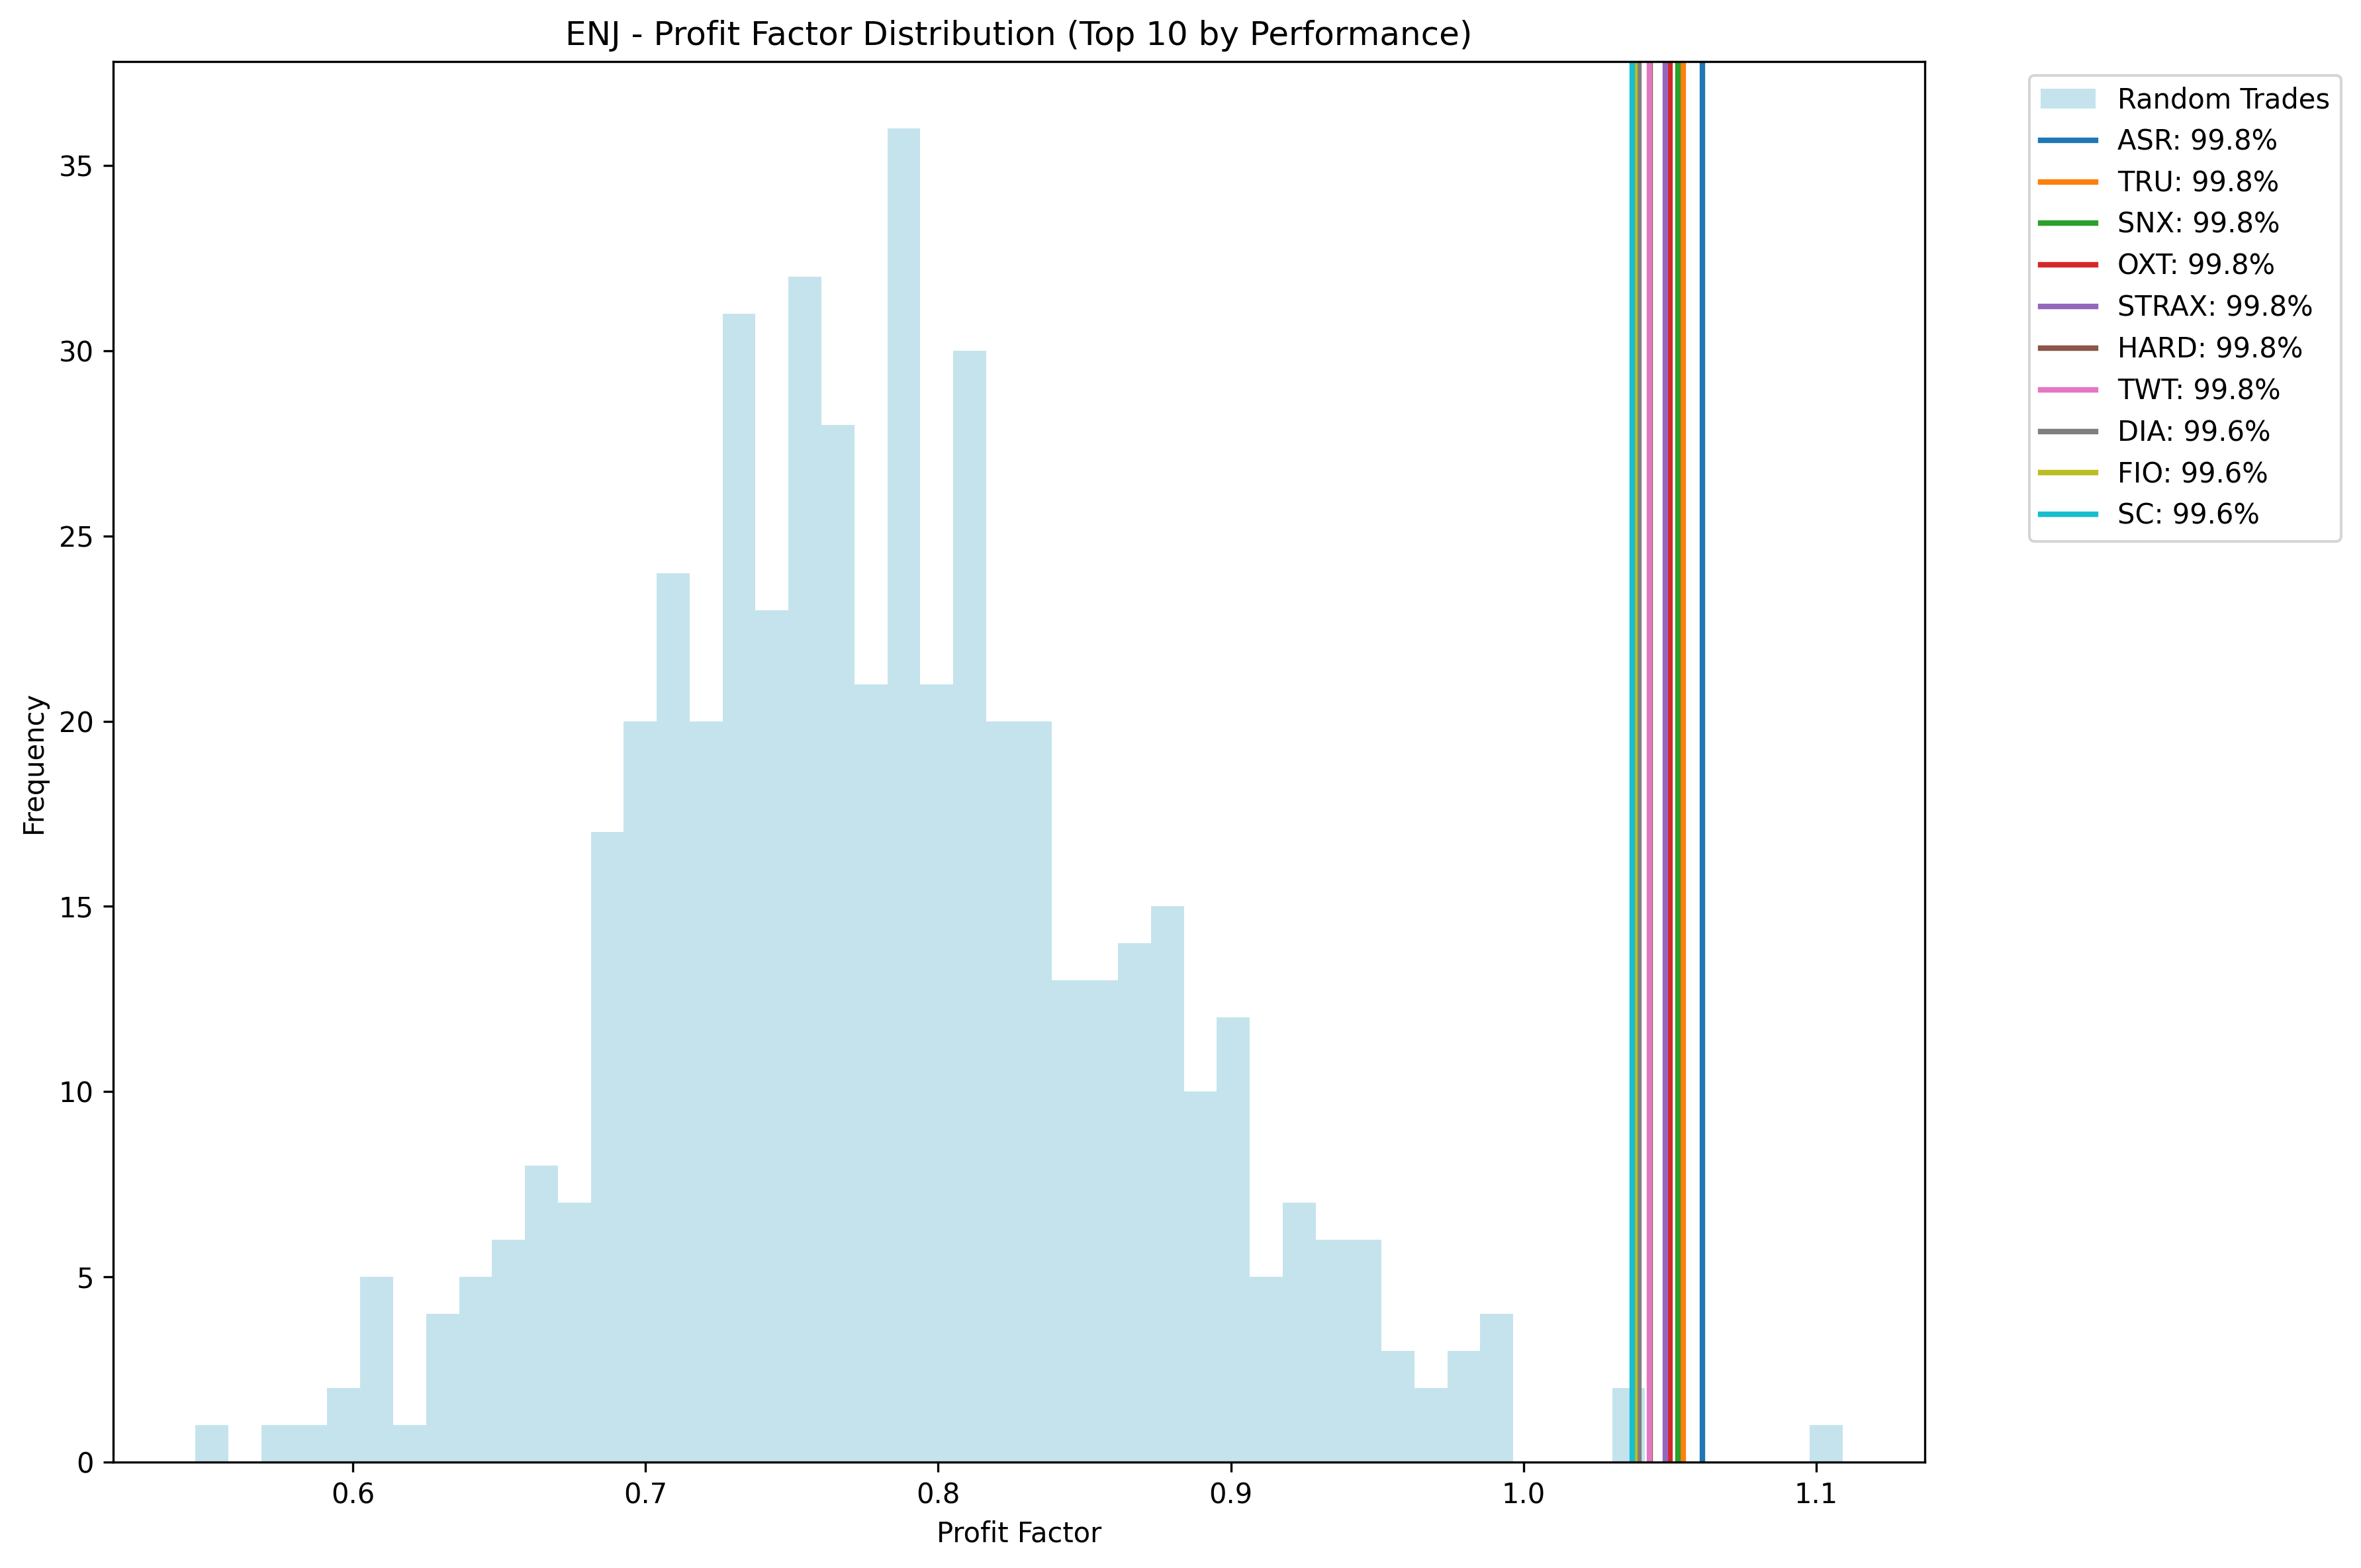 ENJ - Profit Factor Distribution (Top 10 by Performance)
Random Trades
ASR: 99.8%
TRU: 99.8%
SNX: 99.8%
OXT: 99.8%
STRAX: 99.8%
HARD: 99.8%
TWT: 99.8%
DIA: 99.6%
FIO: 99.6%
SC: 99.6%
Frequency
35
30
25
20
15
10
5
0
0.6 0.7 0.8 0.9 1.0 1.1
Profit Factor